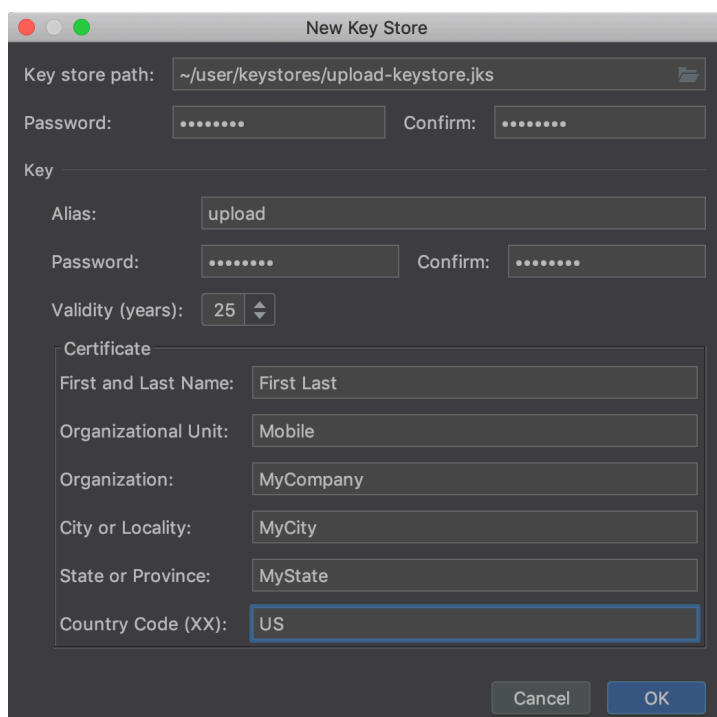 New Key Store
Key store path: ~/user/keystores/upload-keystore.jks
Password: •••••••• Confirm: ••••••••
Key
Alias: upload
Password: •••••••• Confirm: ••••••••
Validity (years): 25
Certificate
First and Last Name: First Last
Organizational Unit: Mobile
Organization: MyCompany
City or Locality: MyCity
State or Province: MyState
Country Code (XX): US
Cancel OK